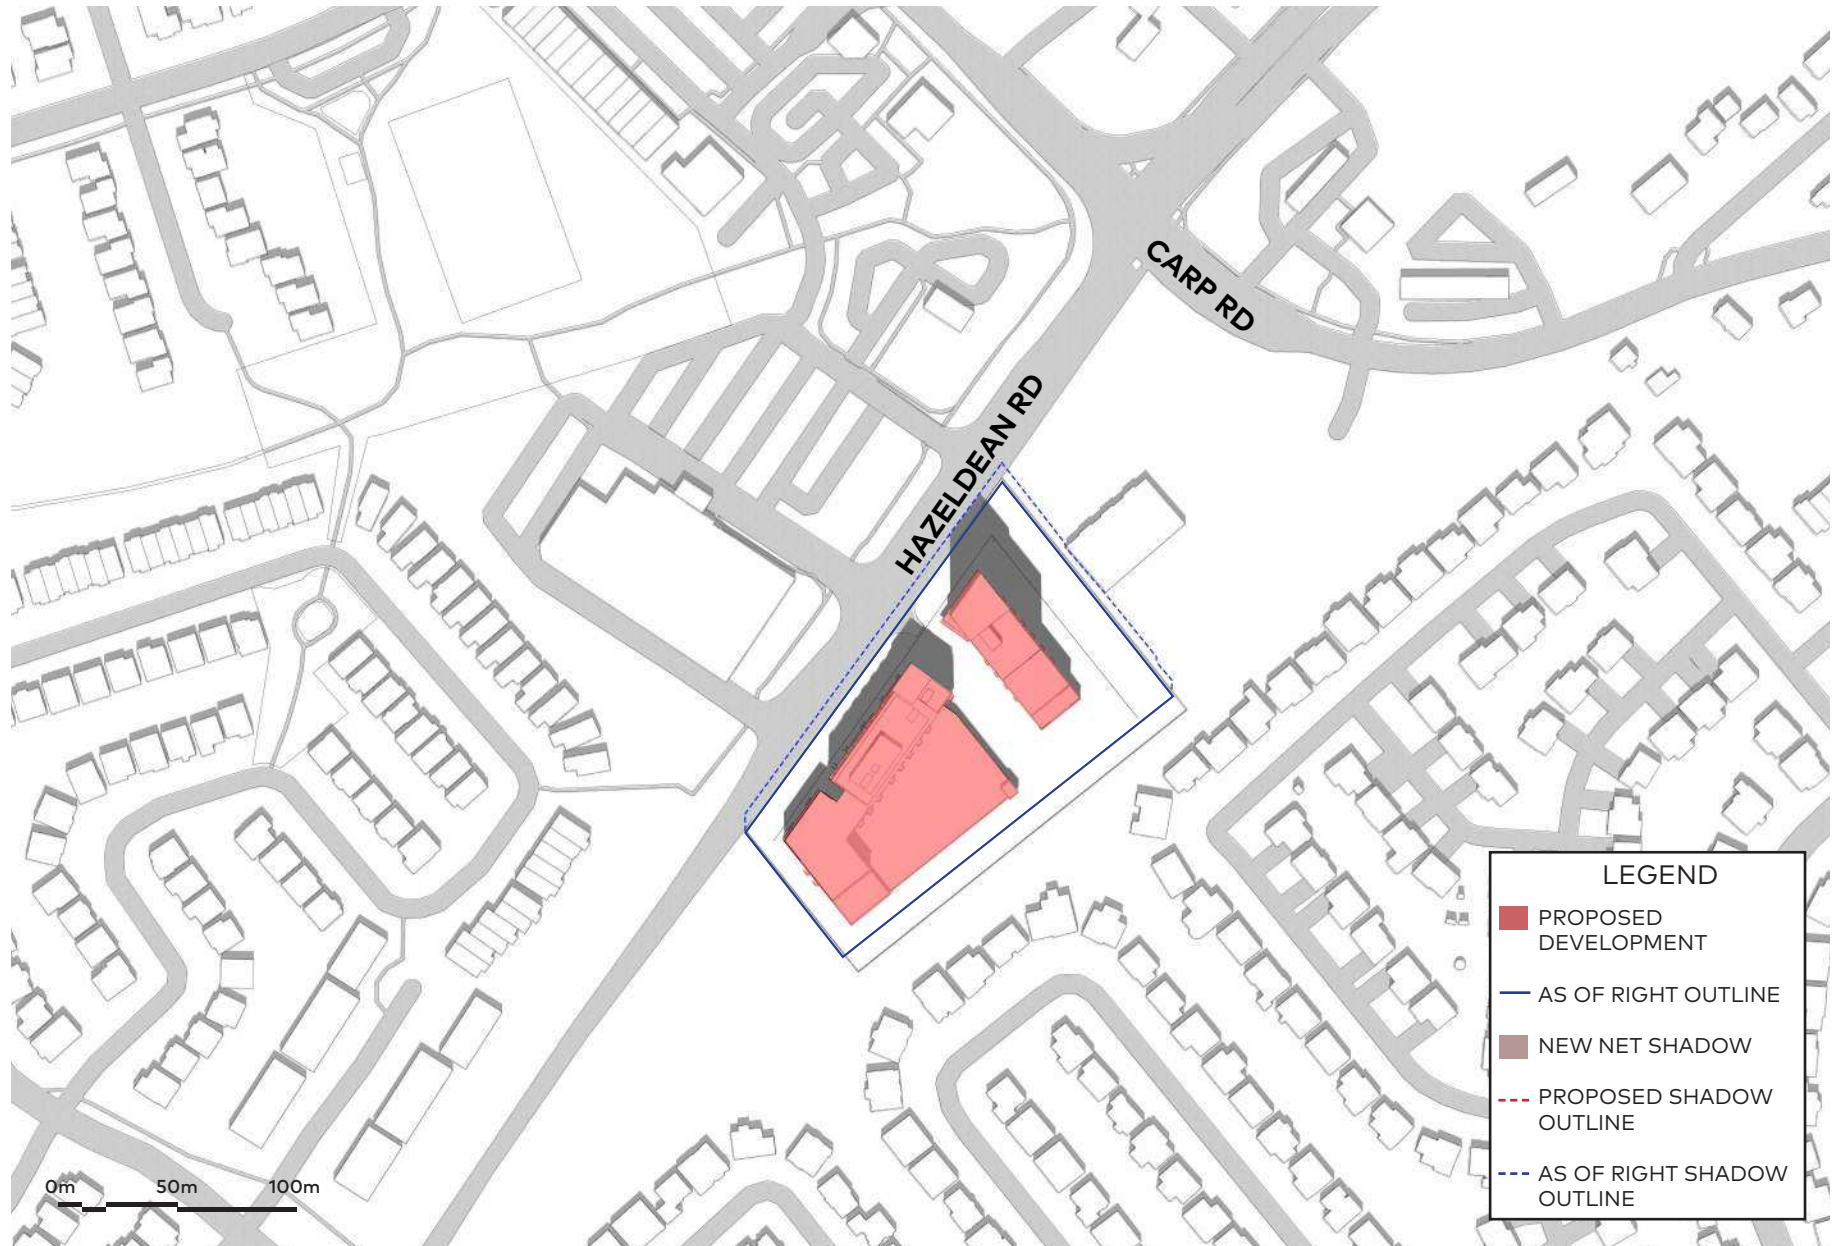 CARP RD
HAZELDEAN RD
LEGEND
PROPOSED
DEVELOPMENT
AS OF RIGHT OUTLINE
NEW NET SHADOW
PROPOSED SHADOW
OUTLINE
AS OF RIGHT SHADOW
OUTLINE
0m 50m 100m